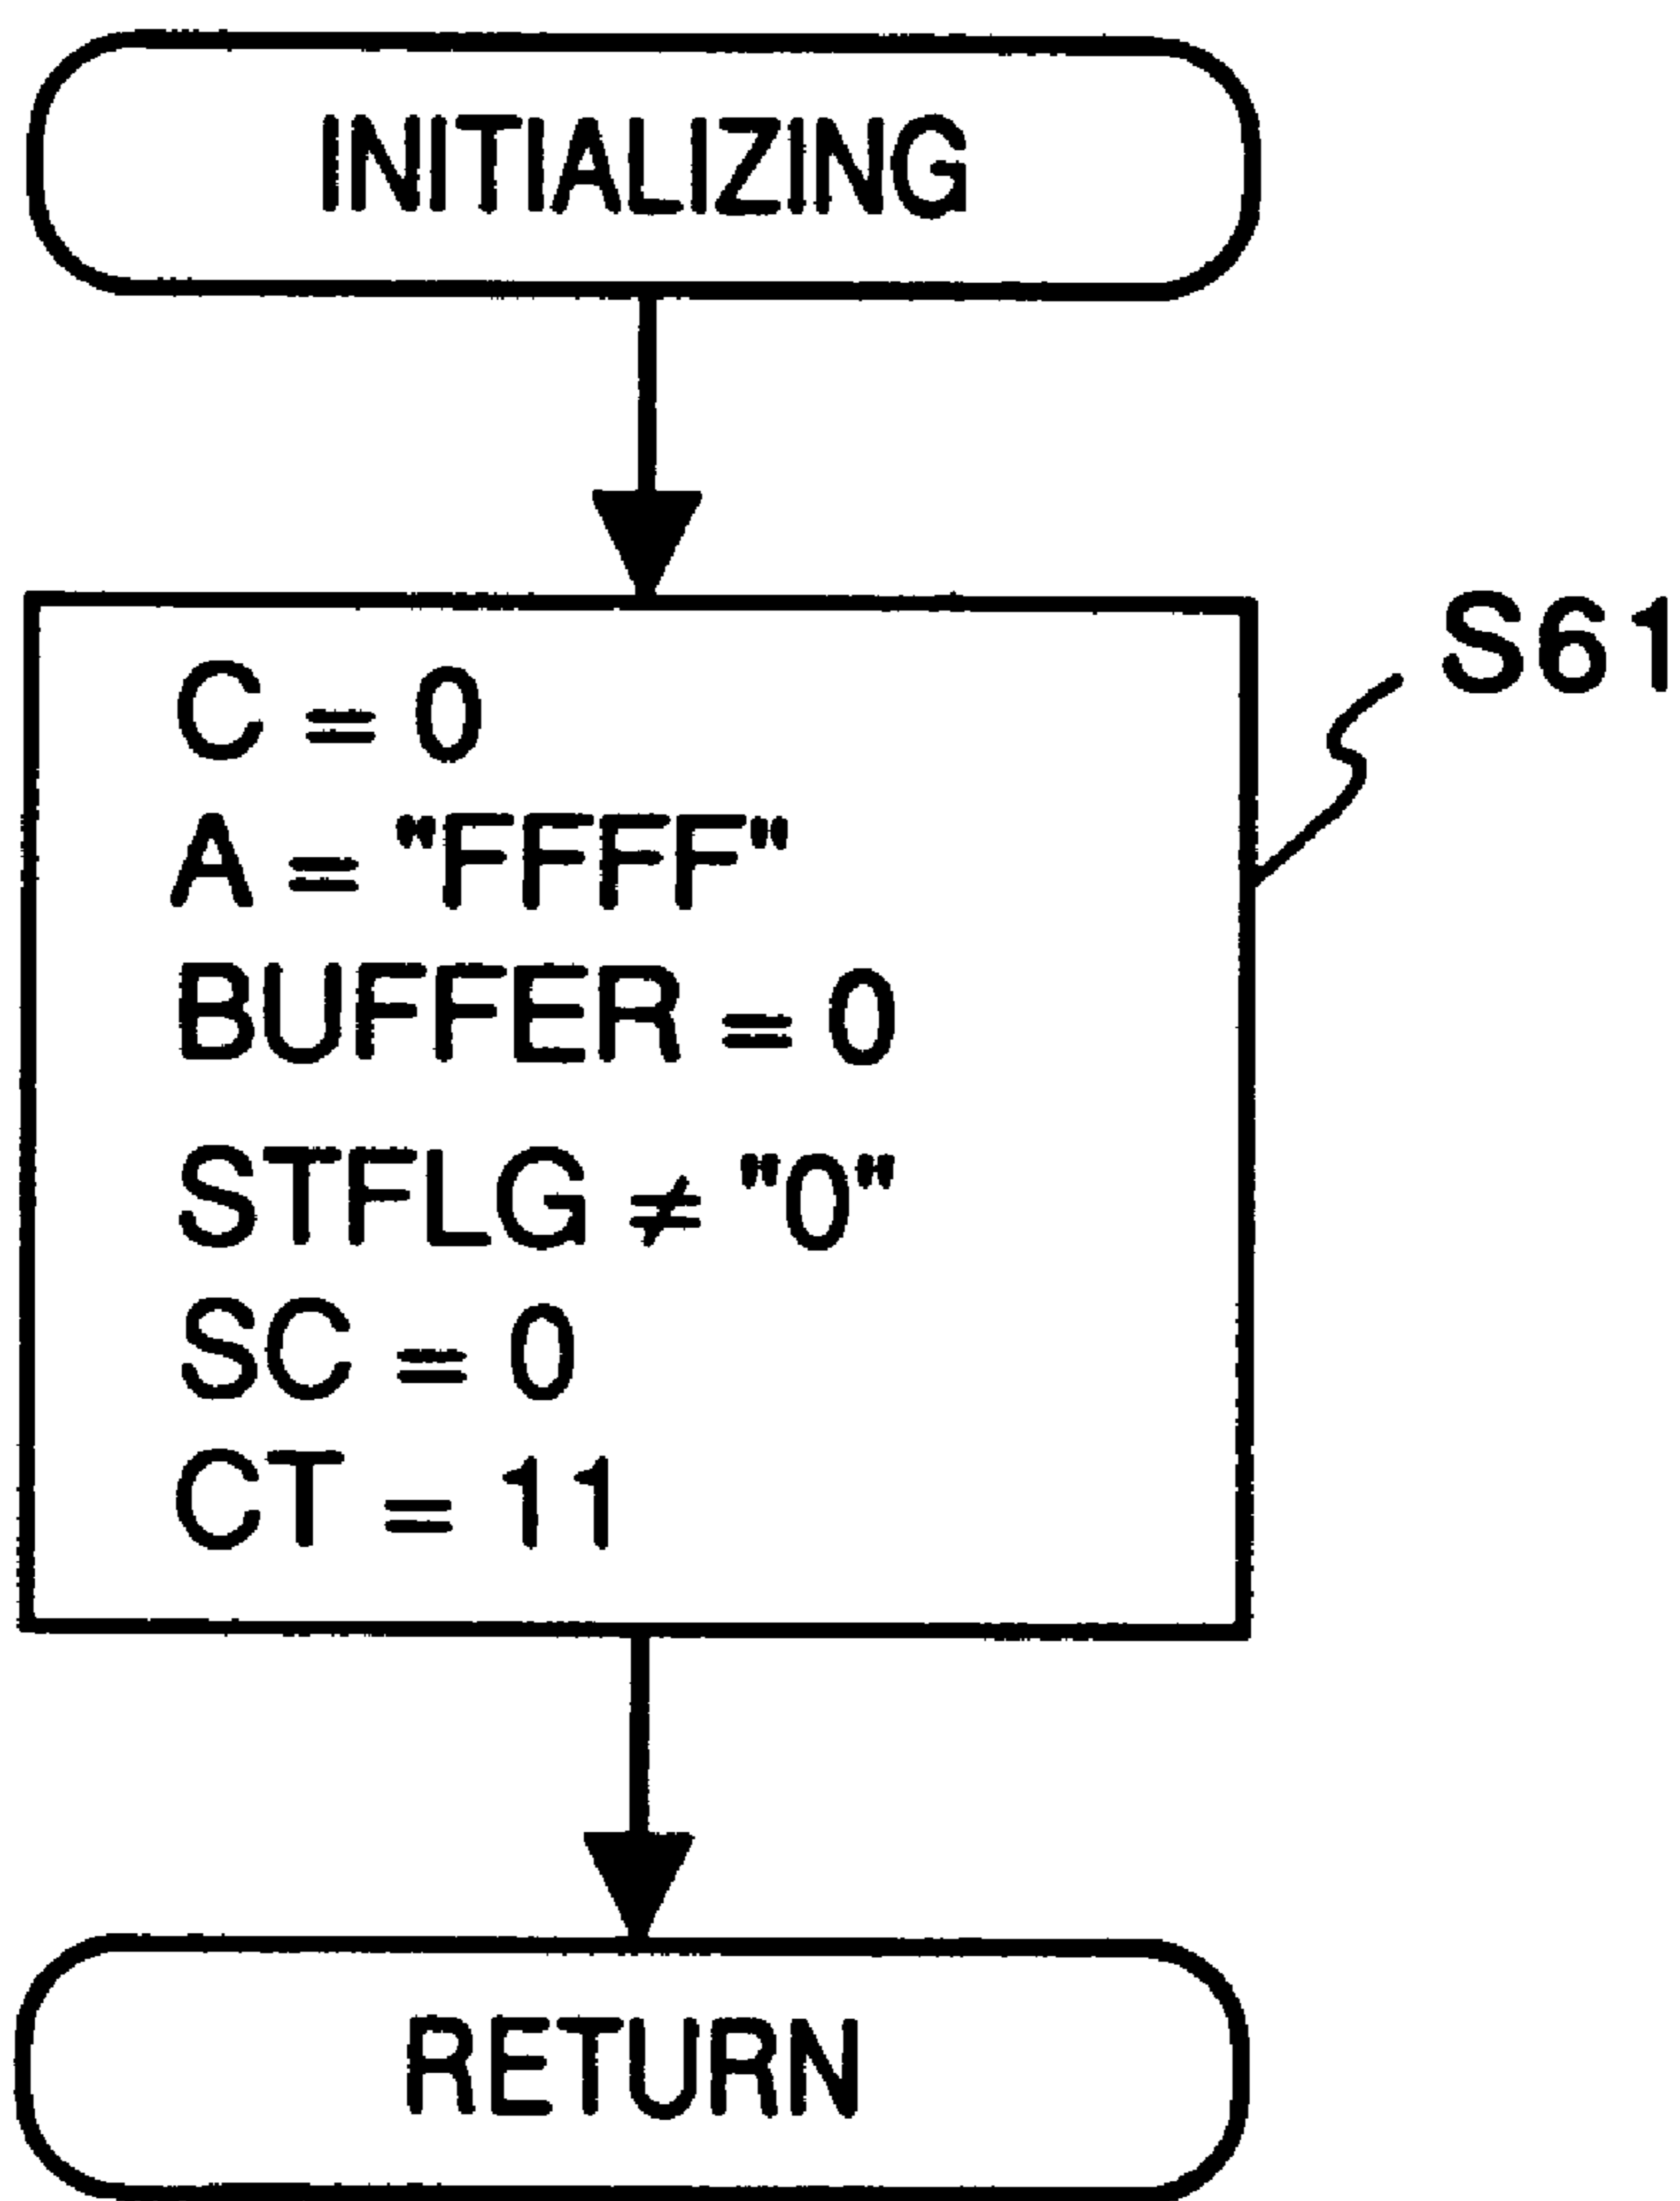 INITIALIZING
S61
C = 0
A = "FFFF"
BUFFER = 0
STFLG ≠ "0"
SC = 0
CT = 11
RETURN